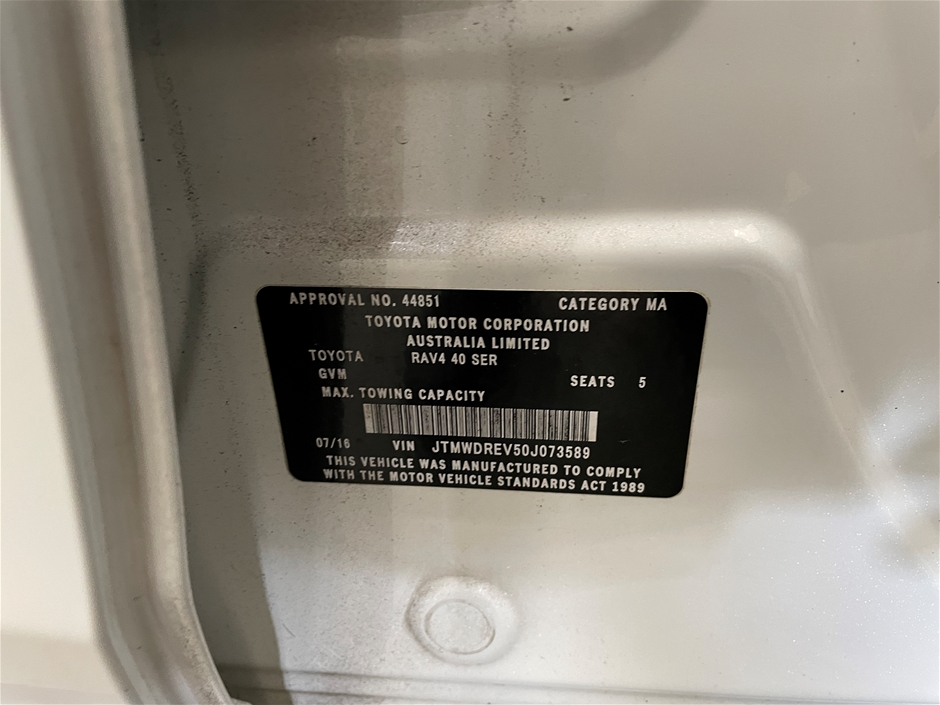 APPROVAL NO. 44851 CATEGORY MA
TOYOTA MOTOR CORPORATION
AUSTRALIA LIMITED
TOYOTA RAV4 40 SER
GVM SEATS 5
MAX. TOWING CAPACITY
07/16 VIN JTMWDREV50J073589
THIS VEHICLE WAS MANUFACTURED TO COMPLY
WITH THE MOTOR VEHICLE STANDARDS ACT 1989